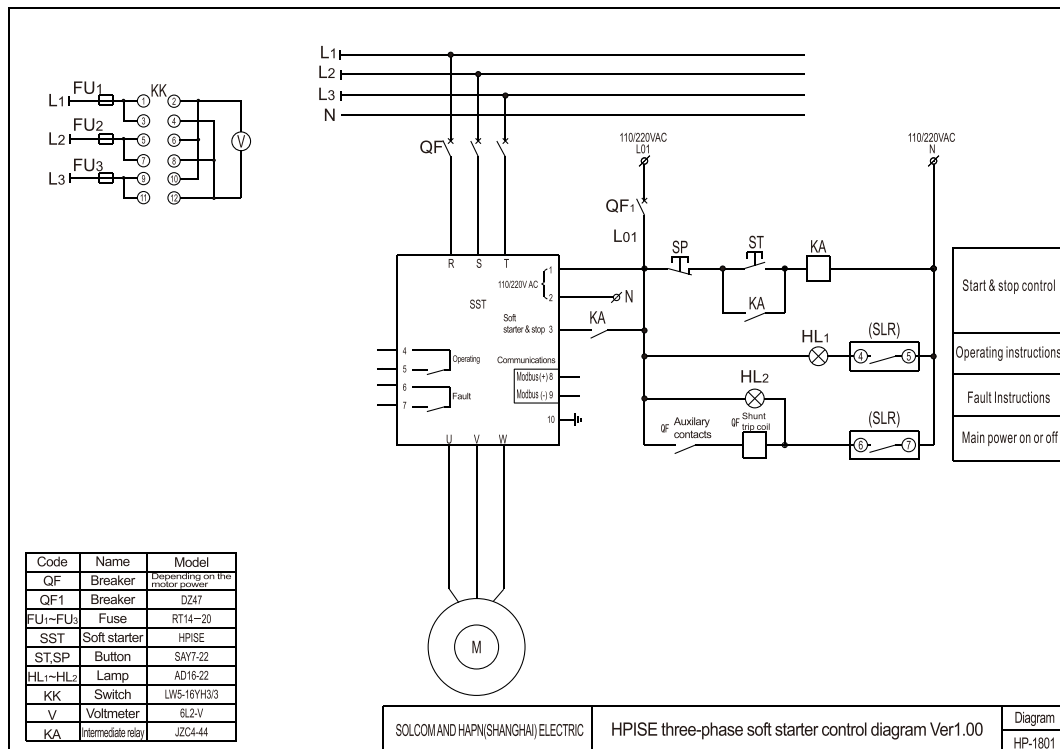 L1
L2
L3
N
FU1
KK
L1
1
2
3
4
FU2
L2
5
6
V
7
8
FU3
L3
9
10
11
12
QF
110/220VAC
L01
110/220VAC
N
QF1
L01
SP
ST
KA
KA
R S T
1
110/220V AC
2
N
SST
Soft
starter & stop 3
KA
4
5
Operating
6
7
Fault
Communications
Modbus (+) 8
Modbus (-) 9
10
U V W
M
HL1
(SLR)
4 5
HL2
QF Auxilary
contacts
QF Shunt
trip coil
(SLR)
6 7
Start & stop control
Operating instructions
Fault Instructions
Main power on or off
Code Name Model
QF Breaker Depending on the
motor power
QF1 Breaker DZ47
FU1~FU3 Fuse RT14-20
SST Soft starter HPISE
ST,SP Button SAY7-22
HL1~HL2 Lamp AD16-22
KK Switch LW5-16YH3/3
V Voltmeter 6L2-V
KA Intermediate relay JZC4-44
SOLCOM AND HAPN(SHANGHAI) ELECTRIC
HPISE three-phase soft starter control diagram Ver1.00
Diagram
HP-1801